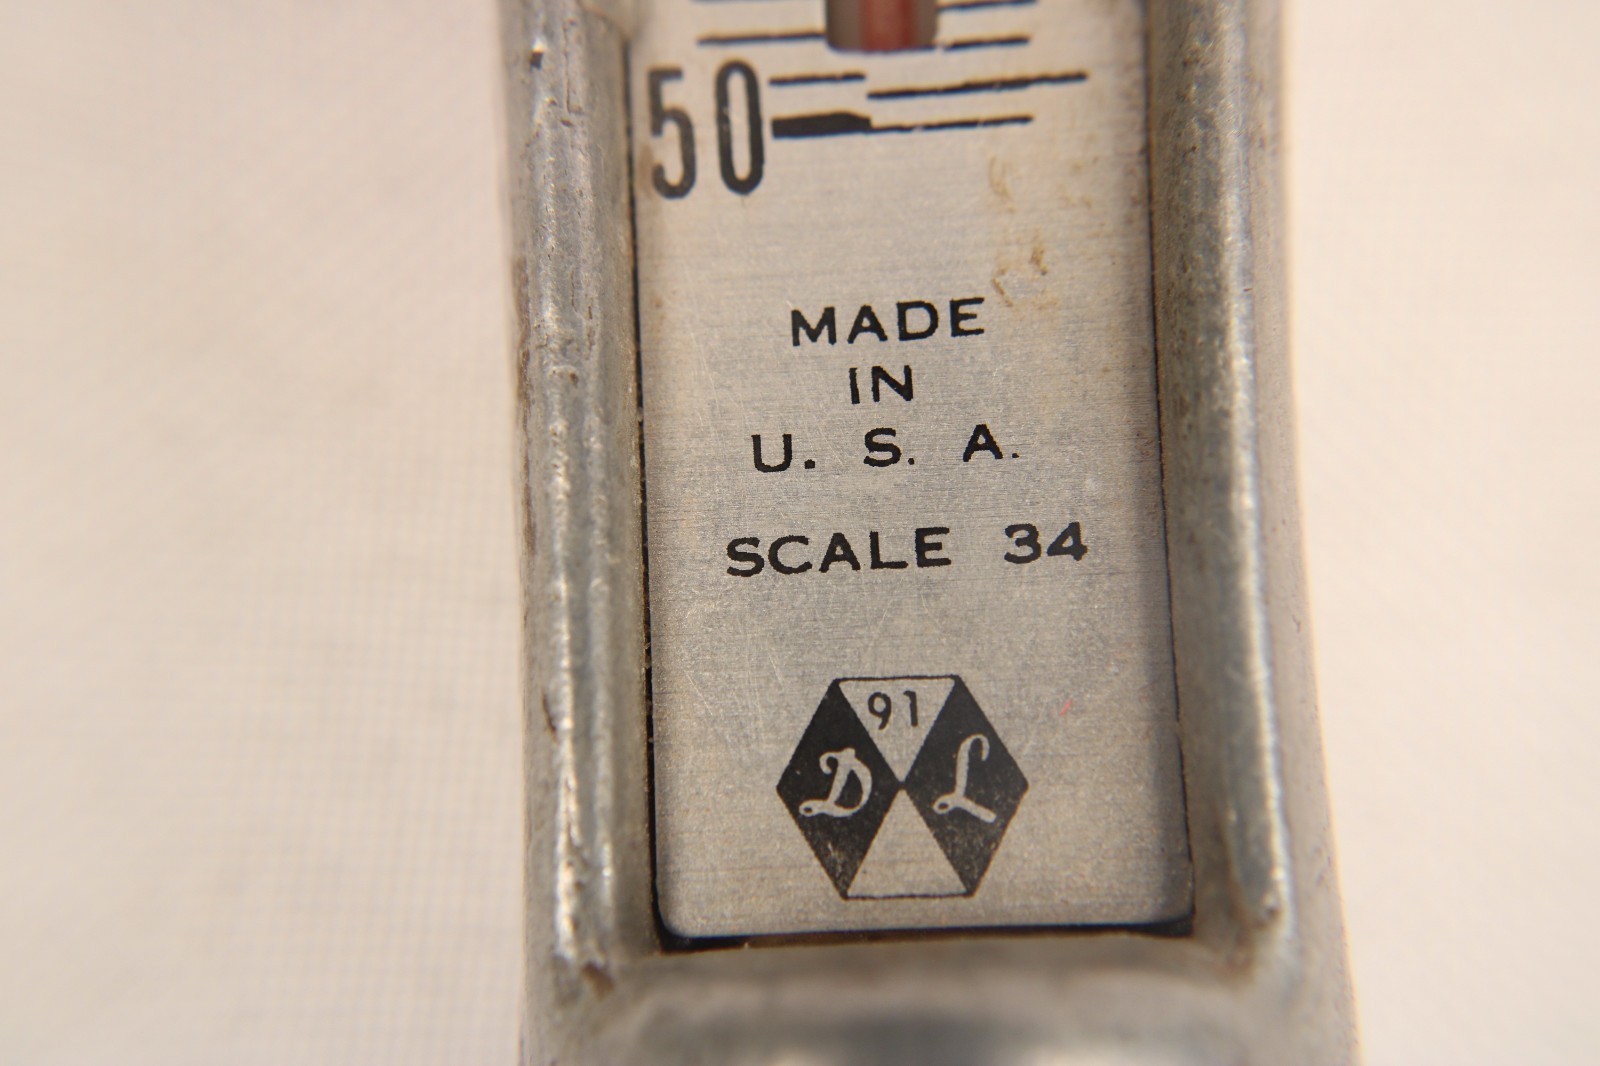 50
MADE
IN
U. S. A.
SCALE 34
91
D L